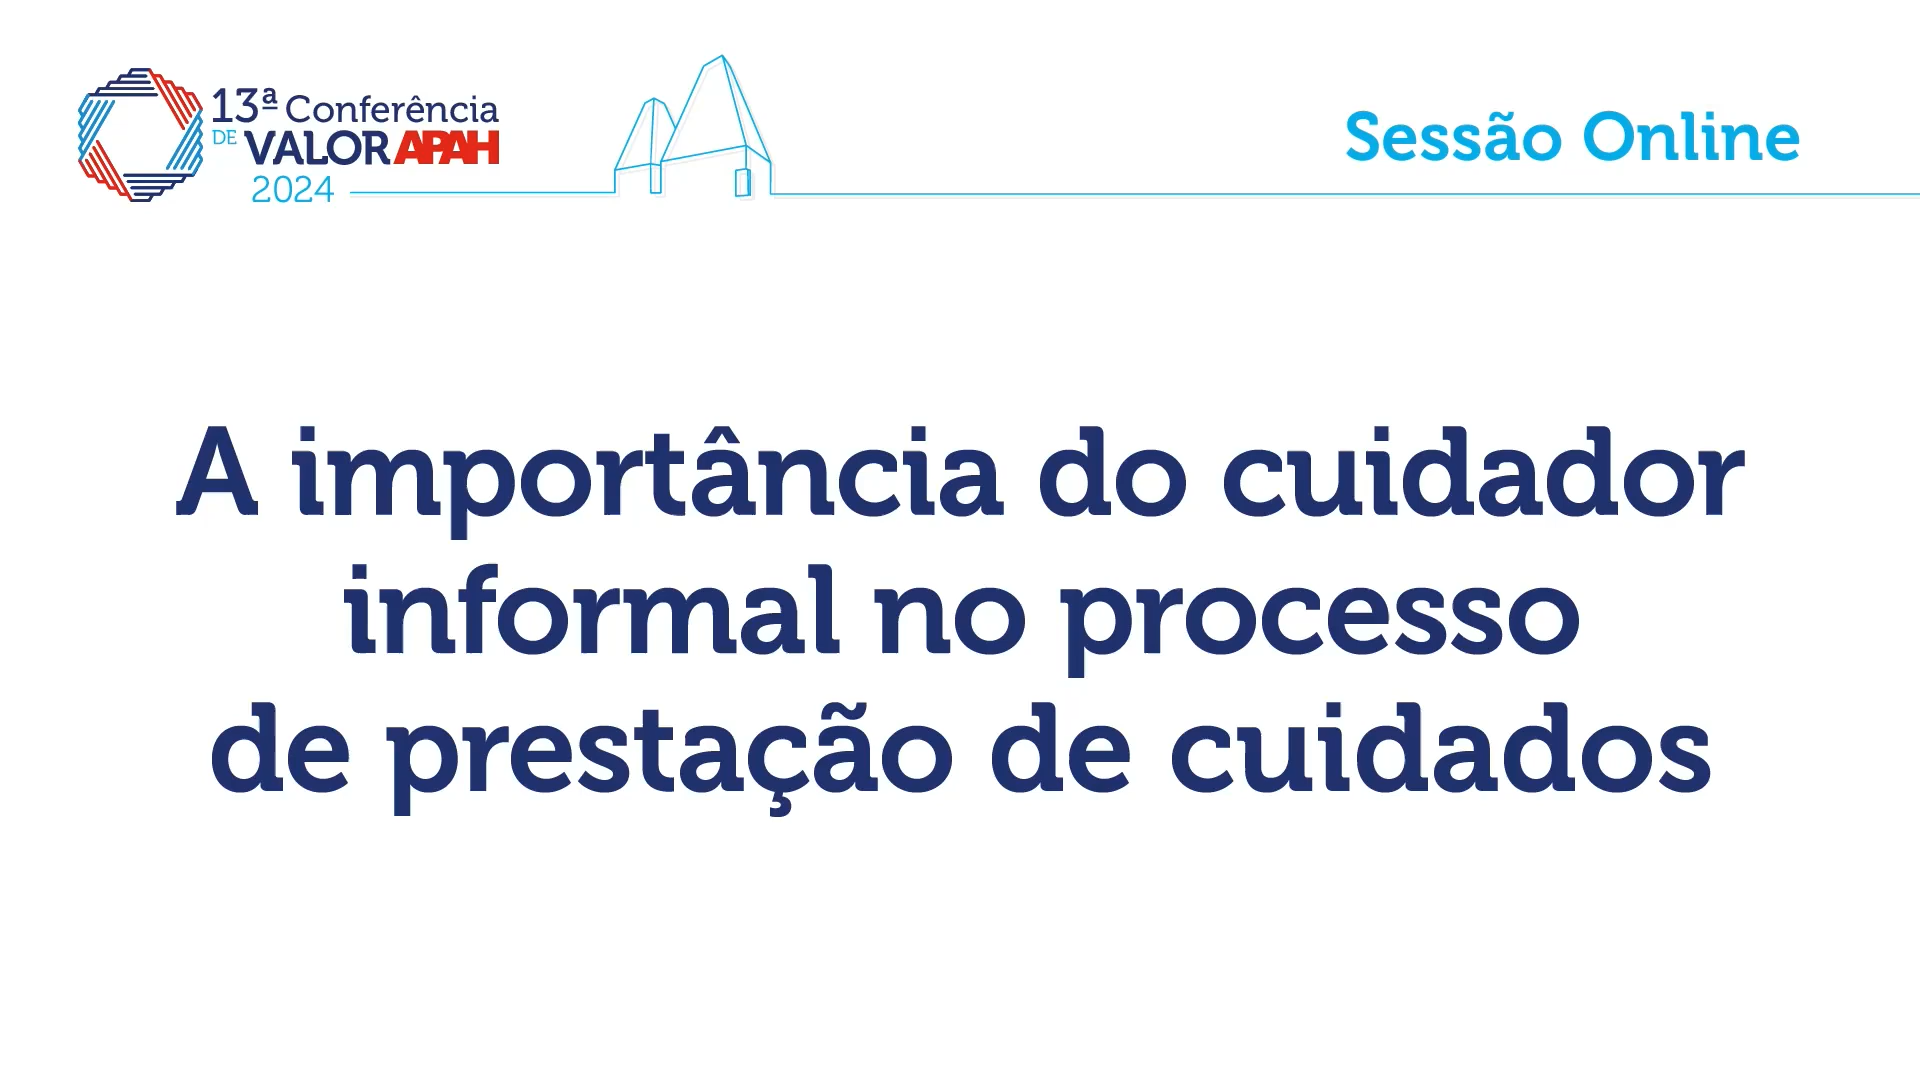 13ª Conferência
DE VALOR APAH
2024
Sessão Online
A importância do cuidador
informal no processo
de prestação de cuidados